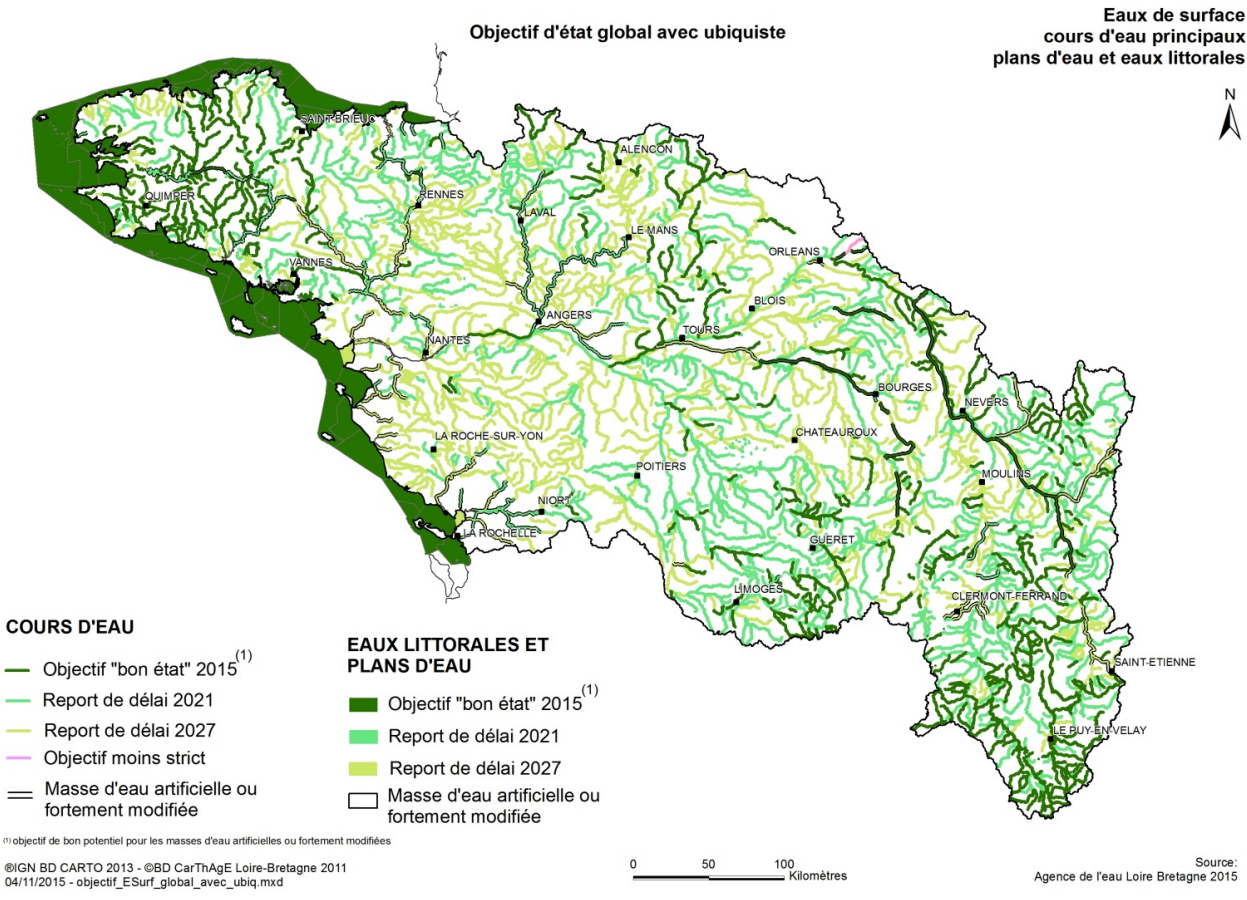 Objectif d'état global avec ubiquiste
Eaux de surface
cours d'eau principaux
plans d'eau et eaux littorales
N
SAINT-BRIEUC
ALENCON
QUIMPER
RENNES
LAVAL
LE MANS
ORLEANS
VANNES
BLOIS
ANGERS
TOURS
NANTES
BOURGES
NEVERS
CHATEAUROUX
LA ROCHE-SUR-YON
POITIERS
MOULINS
NIORT
LA ROCHELLE
GUERET
LIMOGES
CLERMONT-FERRAND
SAINT-ETIENNE
LE PUY-EN-VELAY
COURS D'EAU
Objectif "bon état" 2015(1)
Report de délai 2021
Report de délai 2027
Objectif moins strict
Masse d'eau artificielle ou
fortement modifiée
EAUX LITTORALES ET
PLANS D'EAU
Objectif "bon état" 2015(1)
Report de délai 2021
Report de délai 2027
Masse d'eau artificielle ou
fortement modifiée
(1) objectif de bon potentiel pour les masses d'eau artificielles ou fortement modifiées
®IGN BD CARTO 2013 - ©BD CarThAgE Loire-Bretagne 2011
04/11/2015 - objectif_ESurf_global_avec_ubiq.mxd
0 50 100
Kilomètres
Source:
Agence de l'eau Loire Bretagne 2015